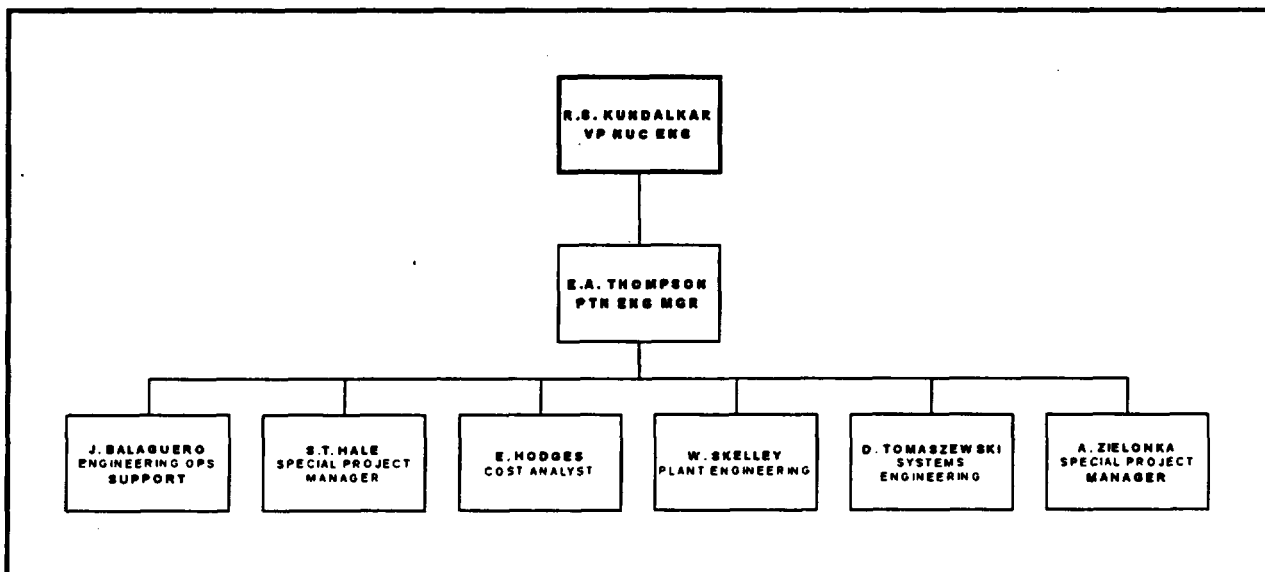 R.S. KUNDALKAR
VP NUC ENG
E.A. THOMPSON
PTN ENG MGR
J. BALAGUERO
ENGINEERING OPS
SUPPORT
S.T. HALE
SPECIAL PROJECT
MANAGER
E. HODGES
COST ANALYST
W. SKELLEY
PLANT ENGINEERING
D. TOMASZEWSKI
SYSTEMS
ENGINEERING
A. ZIELONKA
SPECIAL PROJECT
MANAGER